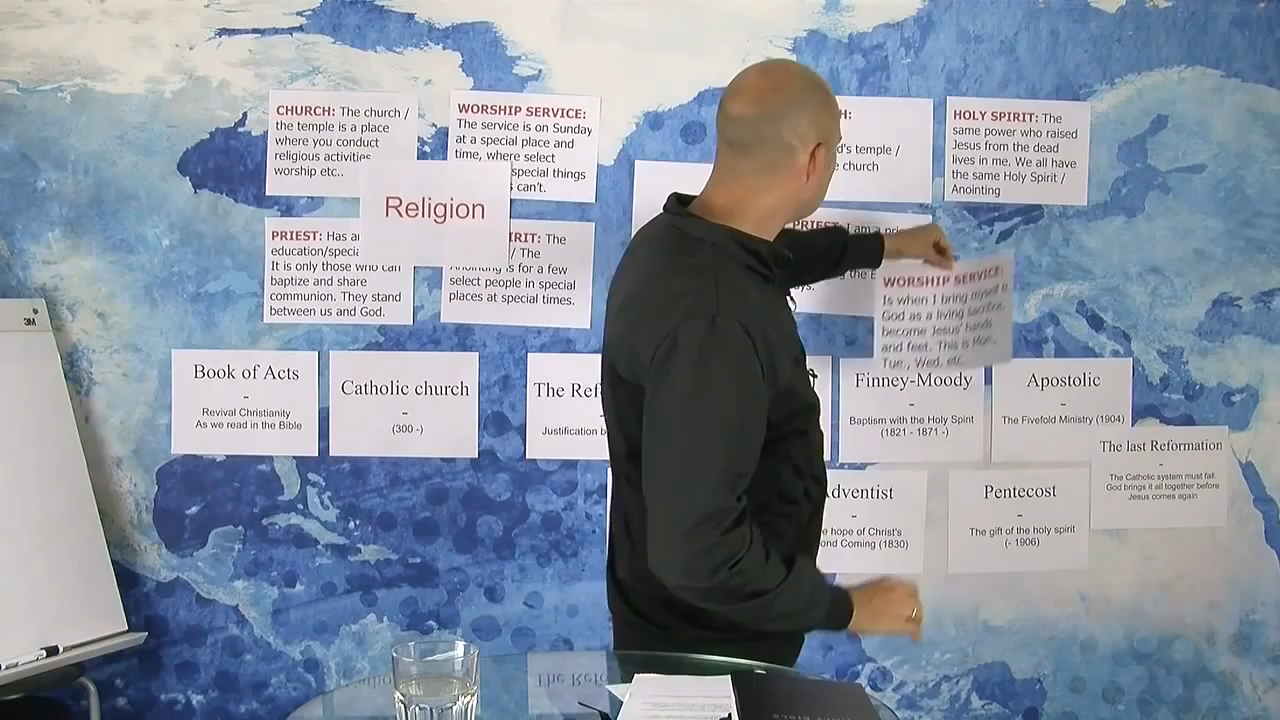 CHURCH: The church /
the temple is a place
where you conduct
religious activities
worship etc..
WORSHIP SERVICE:
The service is on Sunday
at a special place and
time, where select
special things
can't.
Religion
PRIEST: Has a
education/special
It is only those who can
baptize and share
communion. They stand
between us and God.
The
/ The
Anointing is for a few
select people in special
places at special times.
temple /
church
HOLY SPIRIT: The
same power who raised
Jesus from the dead
lives in me. We all have
the same Holy Spirit /
Anointing
PRIEST: I am a
the
WORSHIP SERVICE:
Is when I bring myself
God as a living sacrifice,
become Jesus' hands
and feet. This is Mon.,
Tue., Wed. etc.
Book of Acts
-
Revival Christianity
As we read in the Bible
Catholic church
-
(300 -)
The
Justification
Finney-Moody
-
Baptism with the Holy Spirit
(1821 - 1871 -)
Apostolic
-
The Fivefold Ministry (1904)
The last Reformation
-
The Catholic system must fall.
God brings it all together before
Jesus comes again
Adventist
-
hope of Christ's
Coming (1830)
Pentecost
-
The gift of the holy spirit
(- 1906)
3M